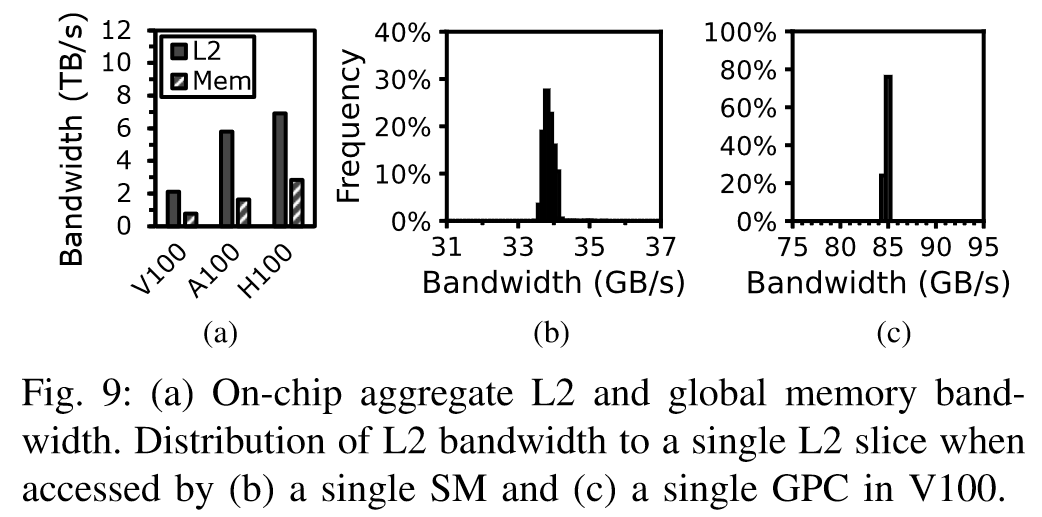 Bandwidth (TB/s)
12
10
8
6
4
2
0
L2
Mem
V100
A100
H100
(a)
Frequency
40%
30%
20%
10%
0%
31 33 35 37
Bandwidth (GB/s)
(b)
100%
80%
60%
40%
20%
0%
75 80 85 90 95
Bandwidth (GB/s)
(c)
Fig. 9: (a) On-chip aggregate L2 and global memory band-
width. Distribution of L2 bandwidth to a single L2 slice when
accessed by (b) a single SM and (c) a single GPC in V100.